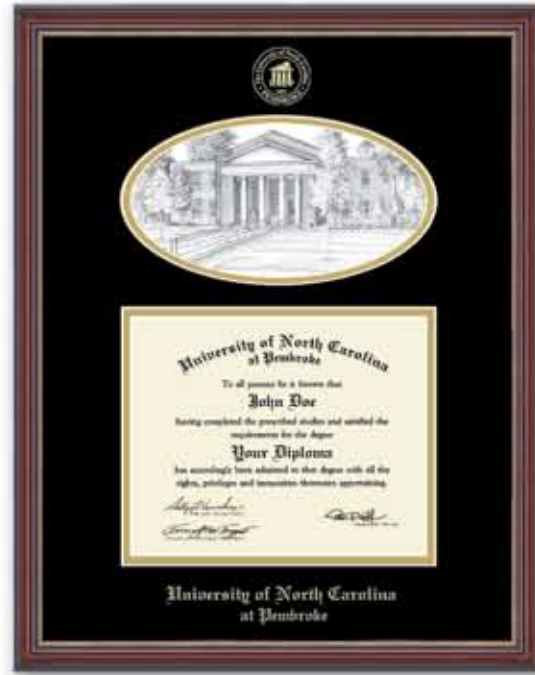 University of North Carolina
at Pembroke
To all persons be it known that
John Doe
having completed the prescribed studies and satisfied the
requirements for the degree
Your Diploma
has accordingly been admitted to that degree with all the
rights, privileges and immunities thereunto appertaining.
University of North Carolina
at Pembroke